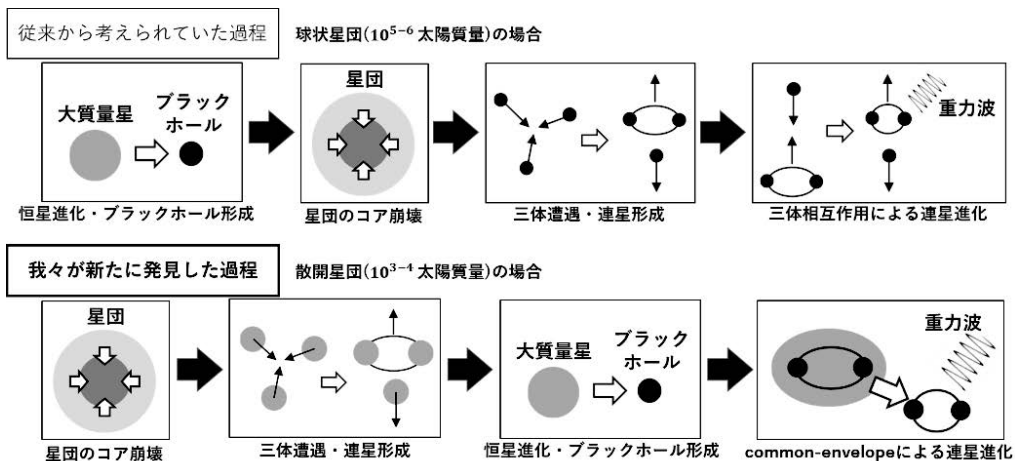 従来から考えられていた過程
球状星団(10⁵⁻⁶ 太陽質量)の場合
大質量星
ブラック
ホール
恒星進化・ブラックホール形成
星団
星団のコア崩壊
三体遭遇・連星形成
重力波
三体相互作用による連星進化
我々が新たに発見した過程
散開星団(10³⁻⁴ 太陽質量)の場合
星団
星団のコア崩壊
三体遭遇・連星形成
大質量星
ブラック
ホール
恒星進化・ブラックホール形成
重力波
common-envelopeによる連星進化